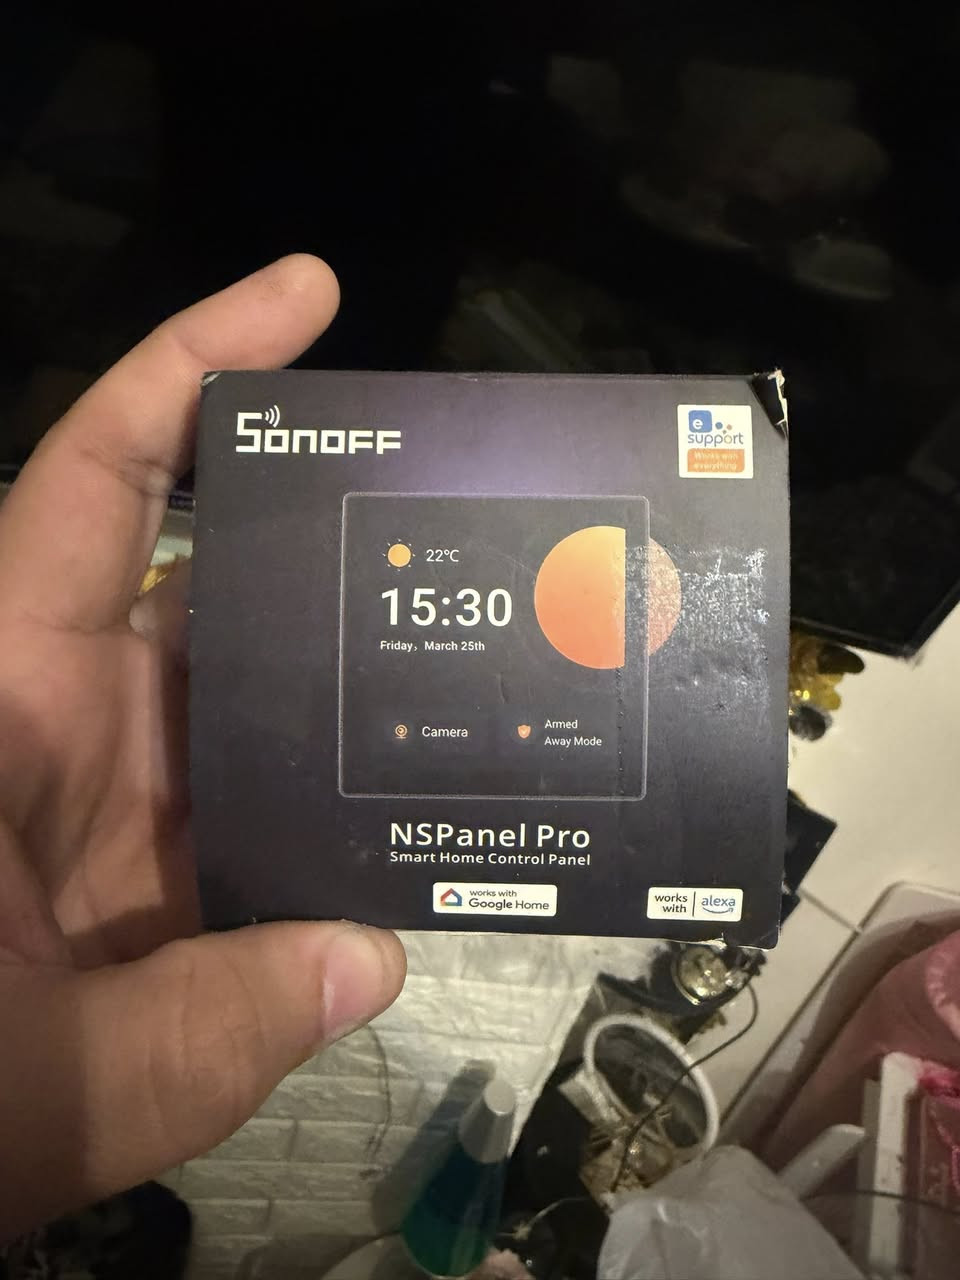 SONOFF
e
support
Works with
everything
22°C
15:30
Friday, March 25th
Camera
Armed
Away Mode
NSPanel Pro
Smart Home Control Panel
works with
Google Home
works
with
alexa